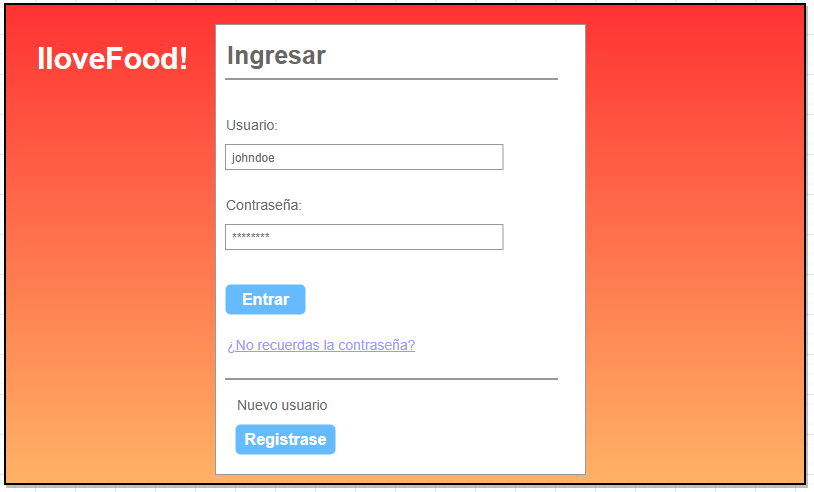 IloveFood!
Ingresar
Usuario:
johndoe
Contraseña:
********
Entrar
¿No recuerdas la contraseña?
Nuevo usuario
Registrase